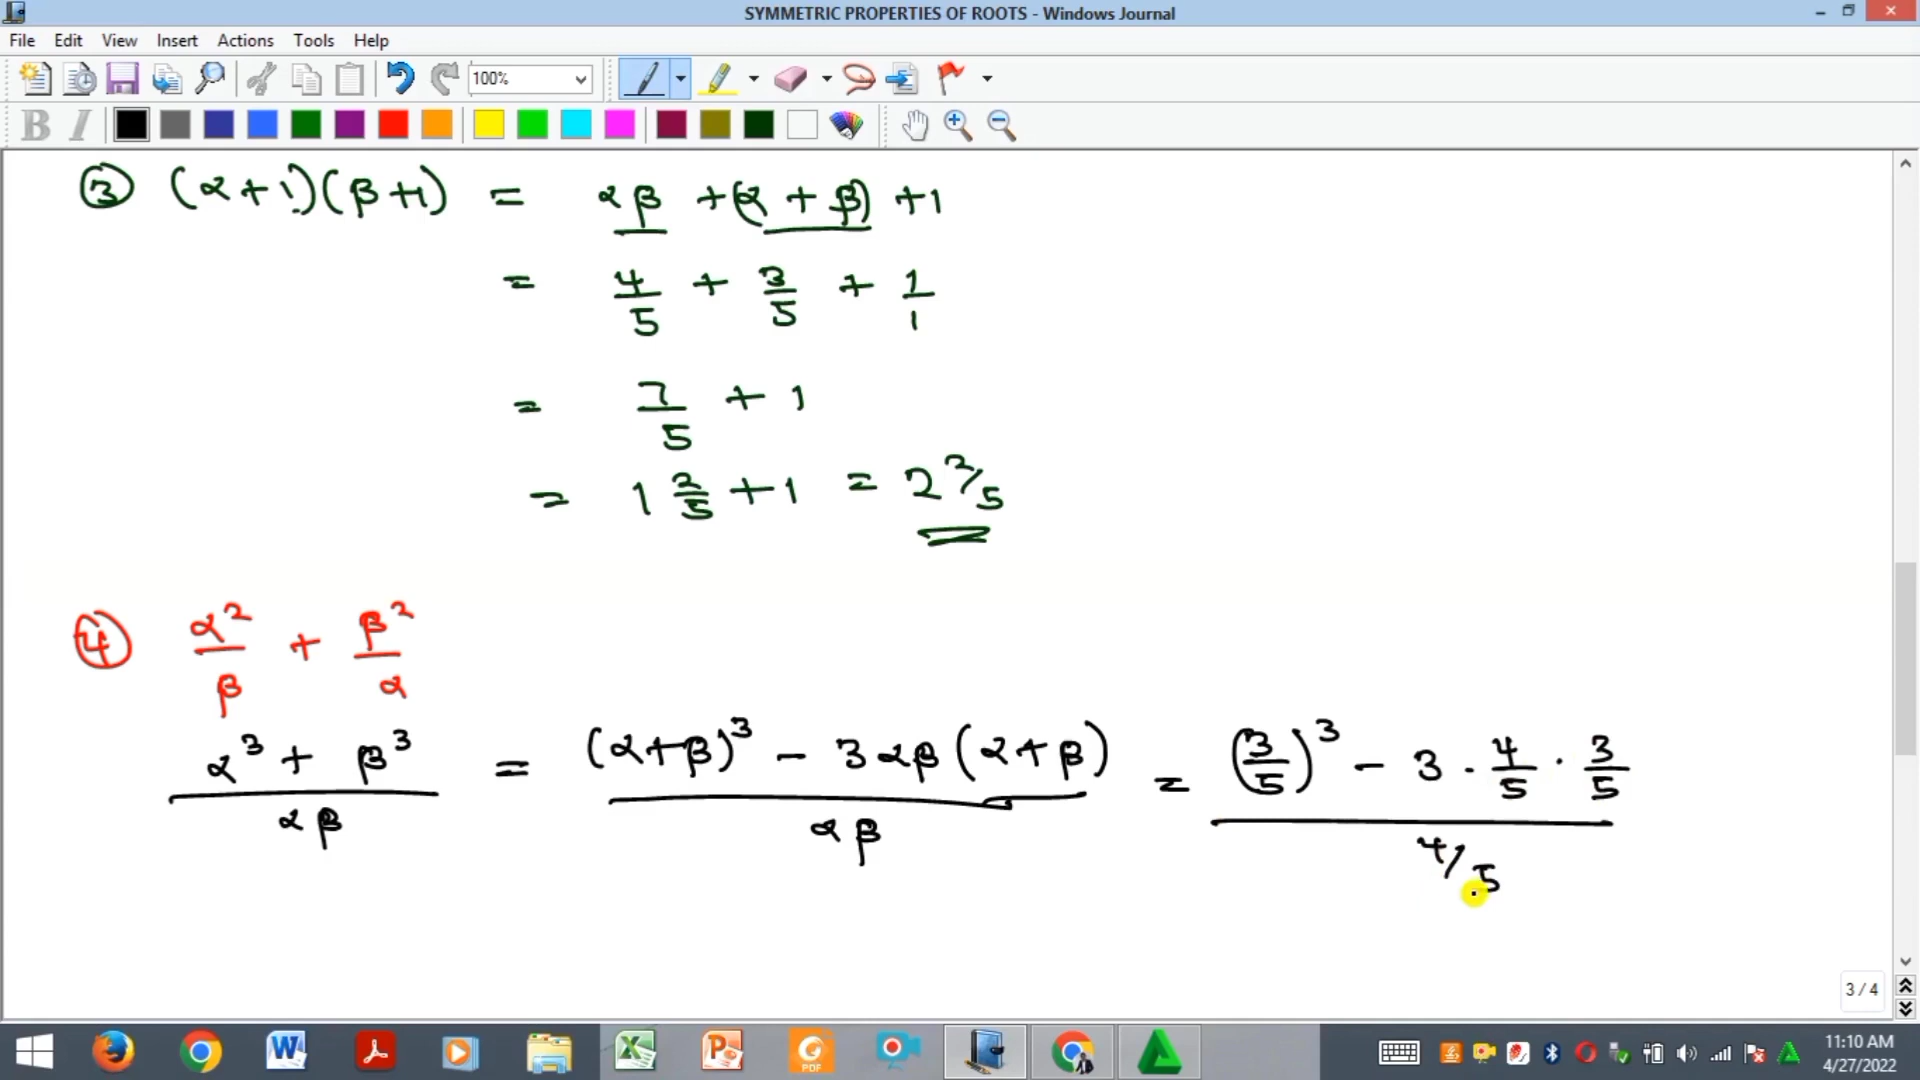 SYMMETRIC PROPERTIES OF ROOTS - Windows Journal
File Edit View Insert Actions Tools Help
100%
B I
③ (α+1)(β+1) = αβ +(α + β) +1
= 4/5 + 3/5 + 1/1
= 7/5 + 1
= 1 2/5 +1 = 2 2/5
④ α²/β + β²/α
(α³ + β³)/αβ = ((α+β)³ - 3αβ(α+β))/αβ = ((3/5)³ - 3 · 4/5 · 3/5)/(4/5)
3 / 4
PDF
11:10 AM
4/27/2022